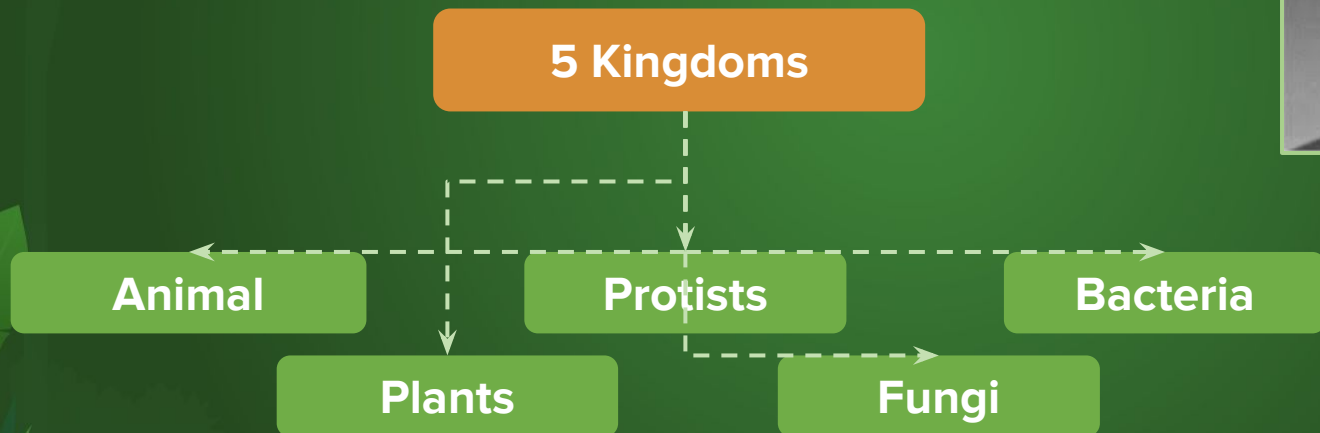 5 Kingdoms
Animal
Protists
Bacteria
Plants
Fungi